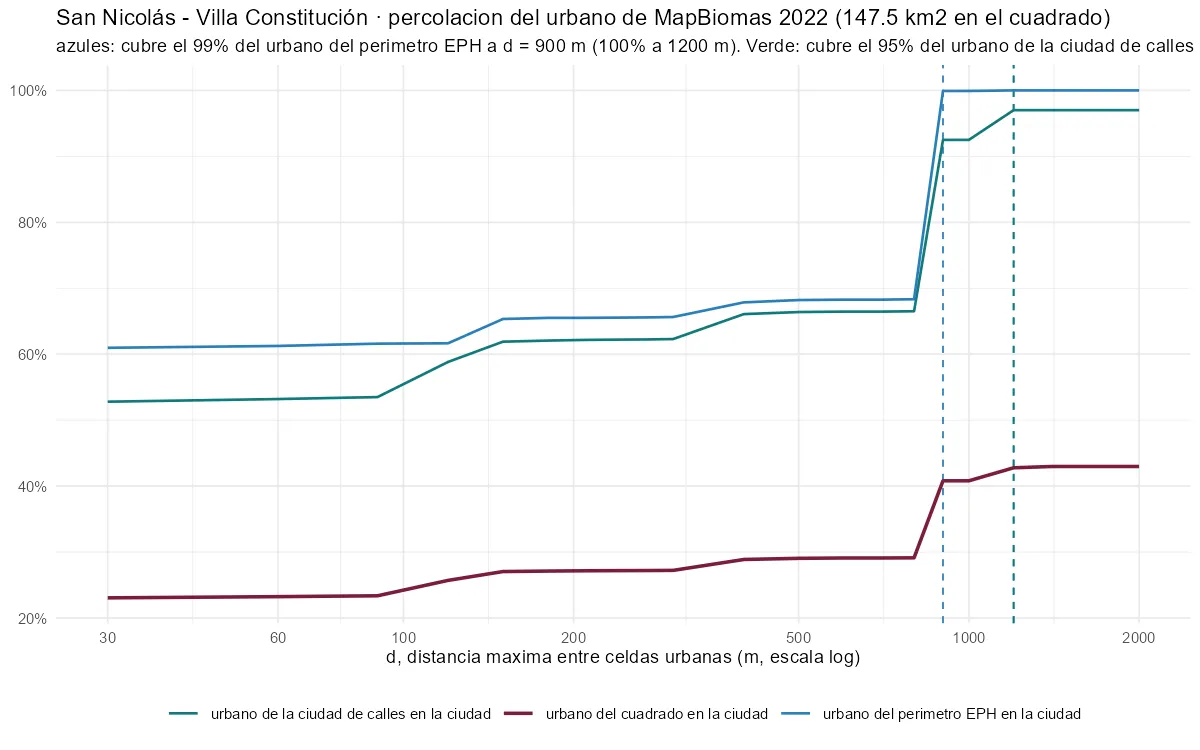 San Nicolás - Villa Constitución · percolacion del urbano de MapBiomas 2022 (147.5 km2 en el cuadrado)
azules: cubre el 99% del urbano del perimetro EPH a d = 900 m (100% a 1200 m). Verde: cubre el 95% del urbano de la ciudad de calles
100%
80%
60%
40%
20%
30 60 100 200 500 1000 2000
d, distancia maxima entre celdas urbanas (m, escala log)
urbano de la ciudad de calles en la ciudad urbano del cuadrado en la ciudad urbano del perimetro EPH en la ciudad